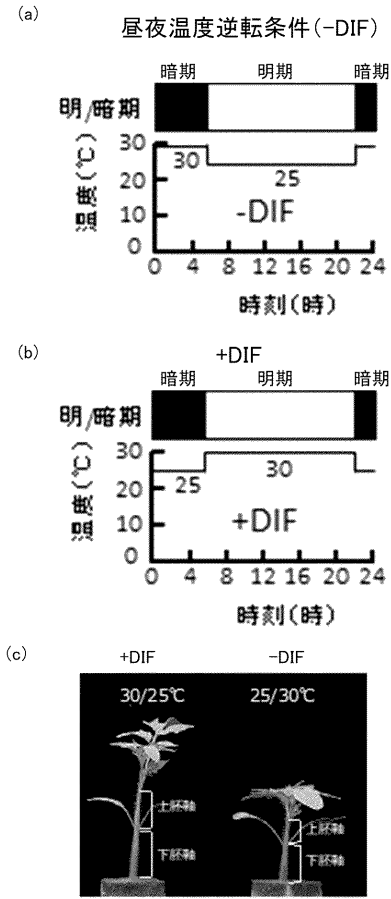 (a)
昼夜温度逆転条件(-DIF)
暗期 明期 暗期
明/暗期
温度(℃)
30
20
10
0
30
25
-DIF
0 4 8 12 16 20 24
時刻(時)
(b)
+DIF
暗期 明期 暗期
明/暗期
温度(℃)
30
20
10
0
25
30
+DIF
0 4 8 12 16 20 24
時刻(時)
(c)
+DIF -DIF
30/25℃ 25/30℃
上胚軸 上胚軸
下胚軸 下胚軸